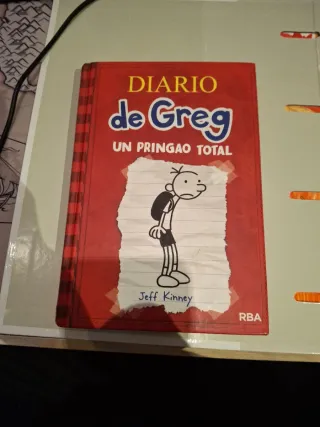 DIARIO
de Greg
UN PRINGAO TOTAL
Jeff Kinney
RBA